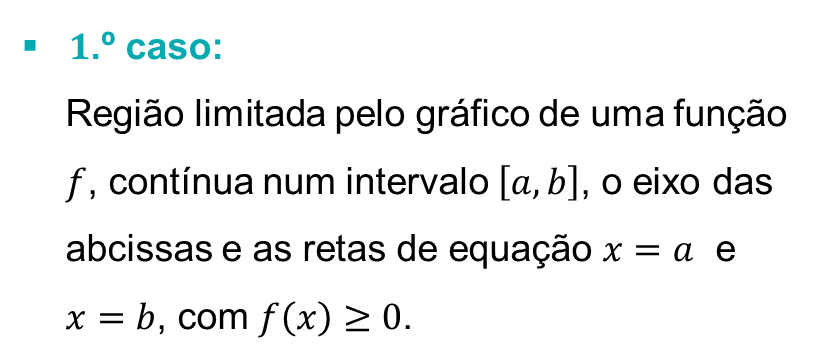 ▪ 1.º caso:
Região limitada pelo gráfico de uma função
f, contínua num intervalo [a, b], o eixo das
abcissas e as retas de equação x = a e
x = b, com f(x) ≥ 0.